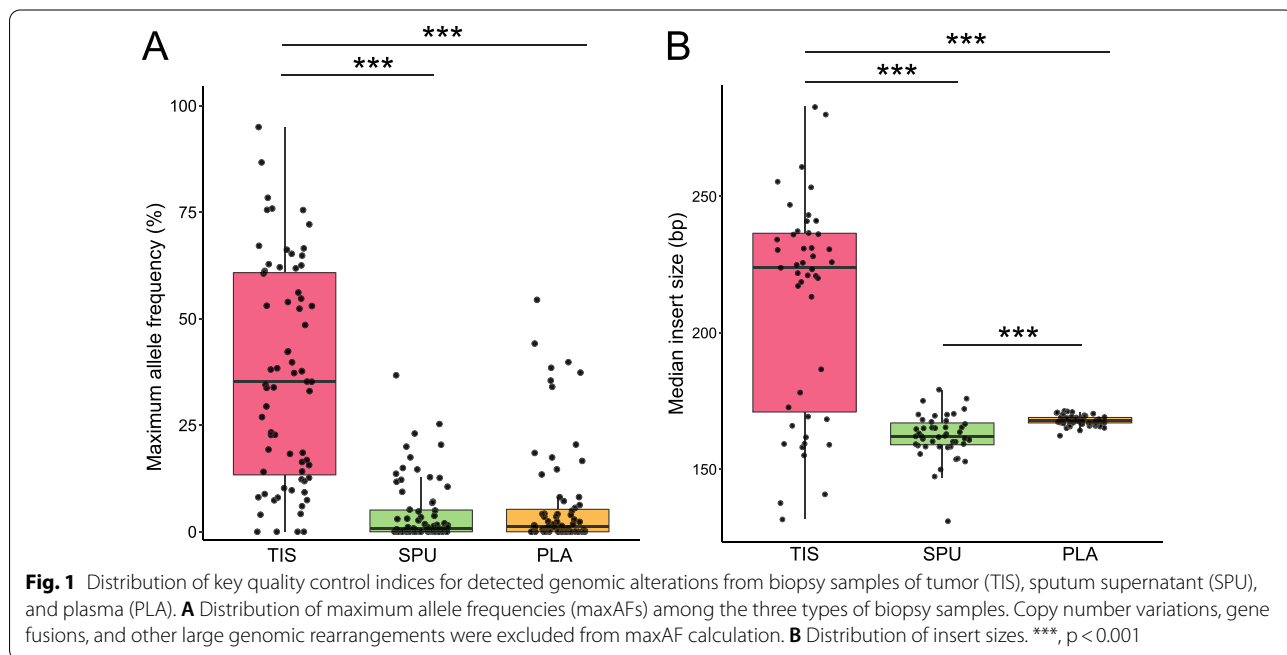 A
***
***
Maximum allele frequency (%)
100
75
50
25
0
TIS SPU PLA
B
***
***
***
Median insert size (bp)
250
200
150
TIS SPU PLA
Fig. 1 Distribution of key quality control indices for detected genomic alterations from biopsy samples of tumor (TIS), sputum supernatant (SPU),
and plasma (PLA). A Distribution of maximum allele frequencies (maxAFs) among the three types of biopsy samples. Copy number variations, gene
fusions, and other large genomic rearrangements were excluded from maxAF calculation. B Distribution of insert sizes. ***, p < 0.001